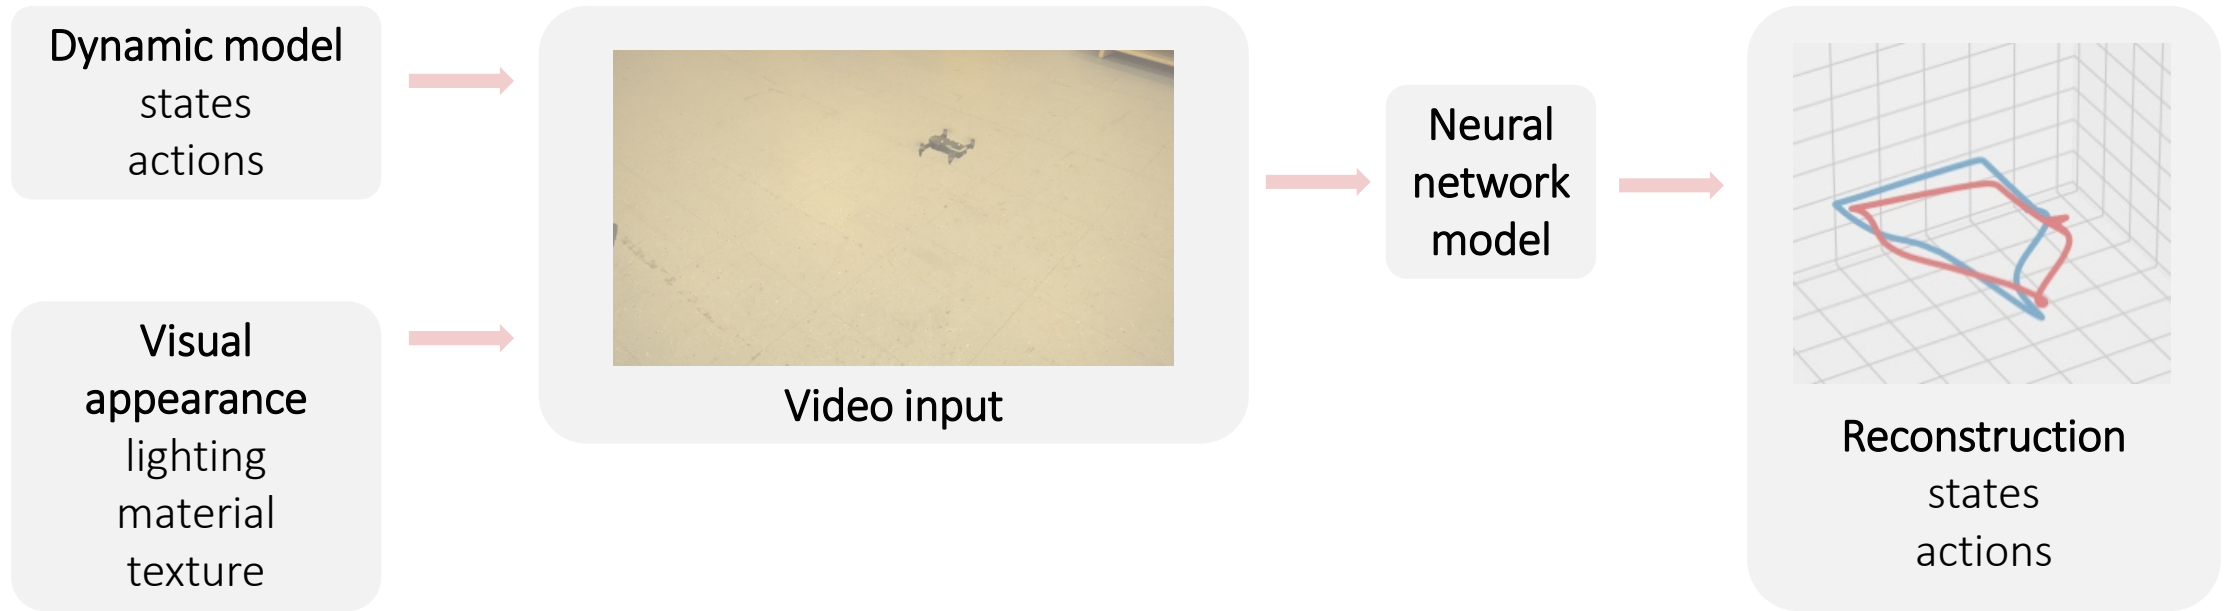 Dynamic model
states
actions
Visual
appearance
lighting
material
texture
Video input
Neural
network
model
Reconstruction
states
actions